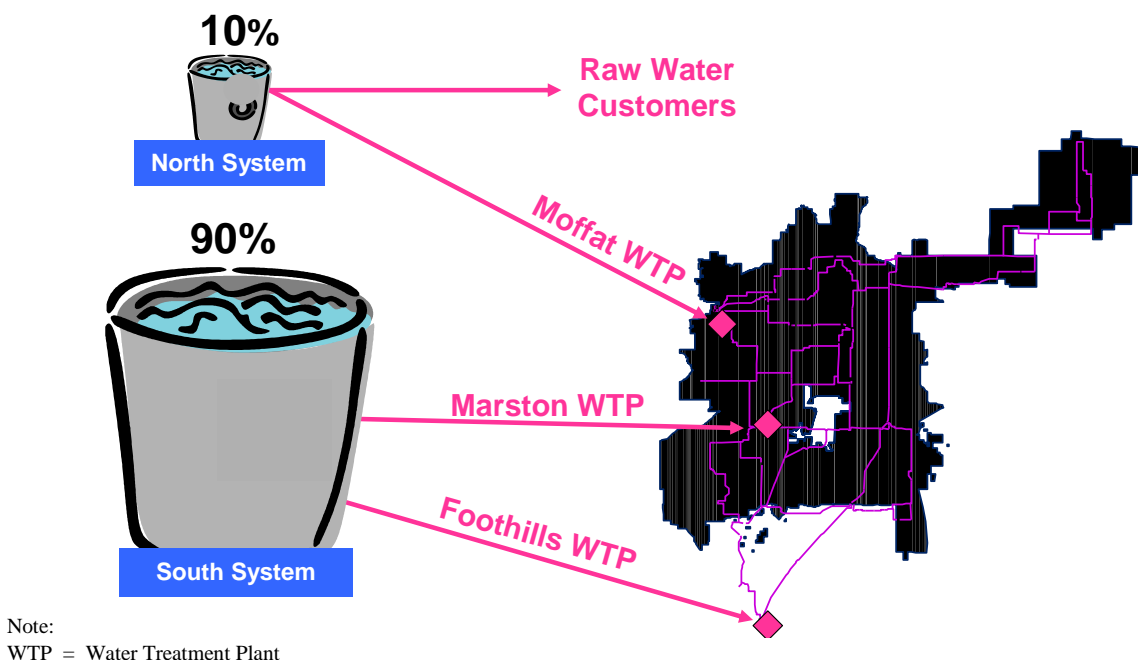 10%
Raw Water
Customers
North System
Moffat WTP
90%
Marston WTP
Foothills WTP
South System
Note:
WTP = Water Treatment Plant